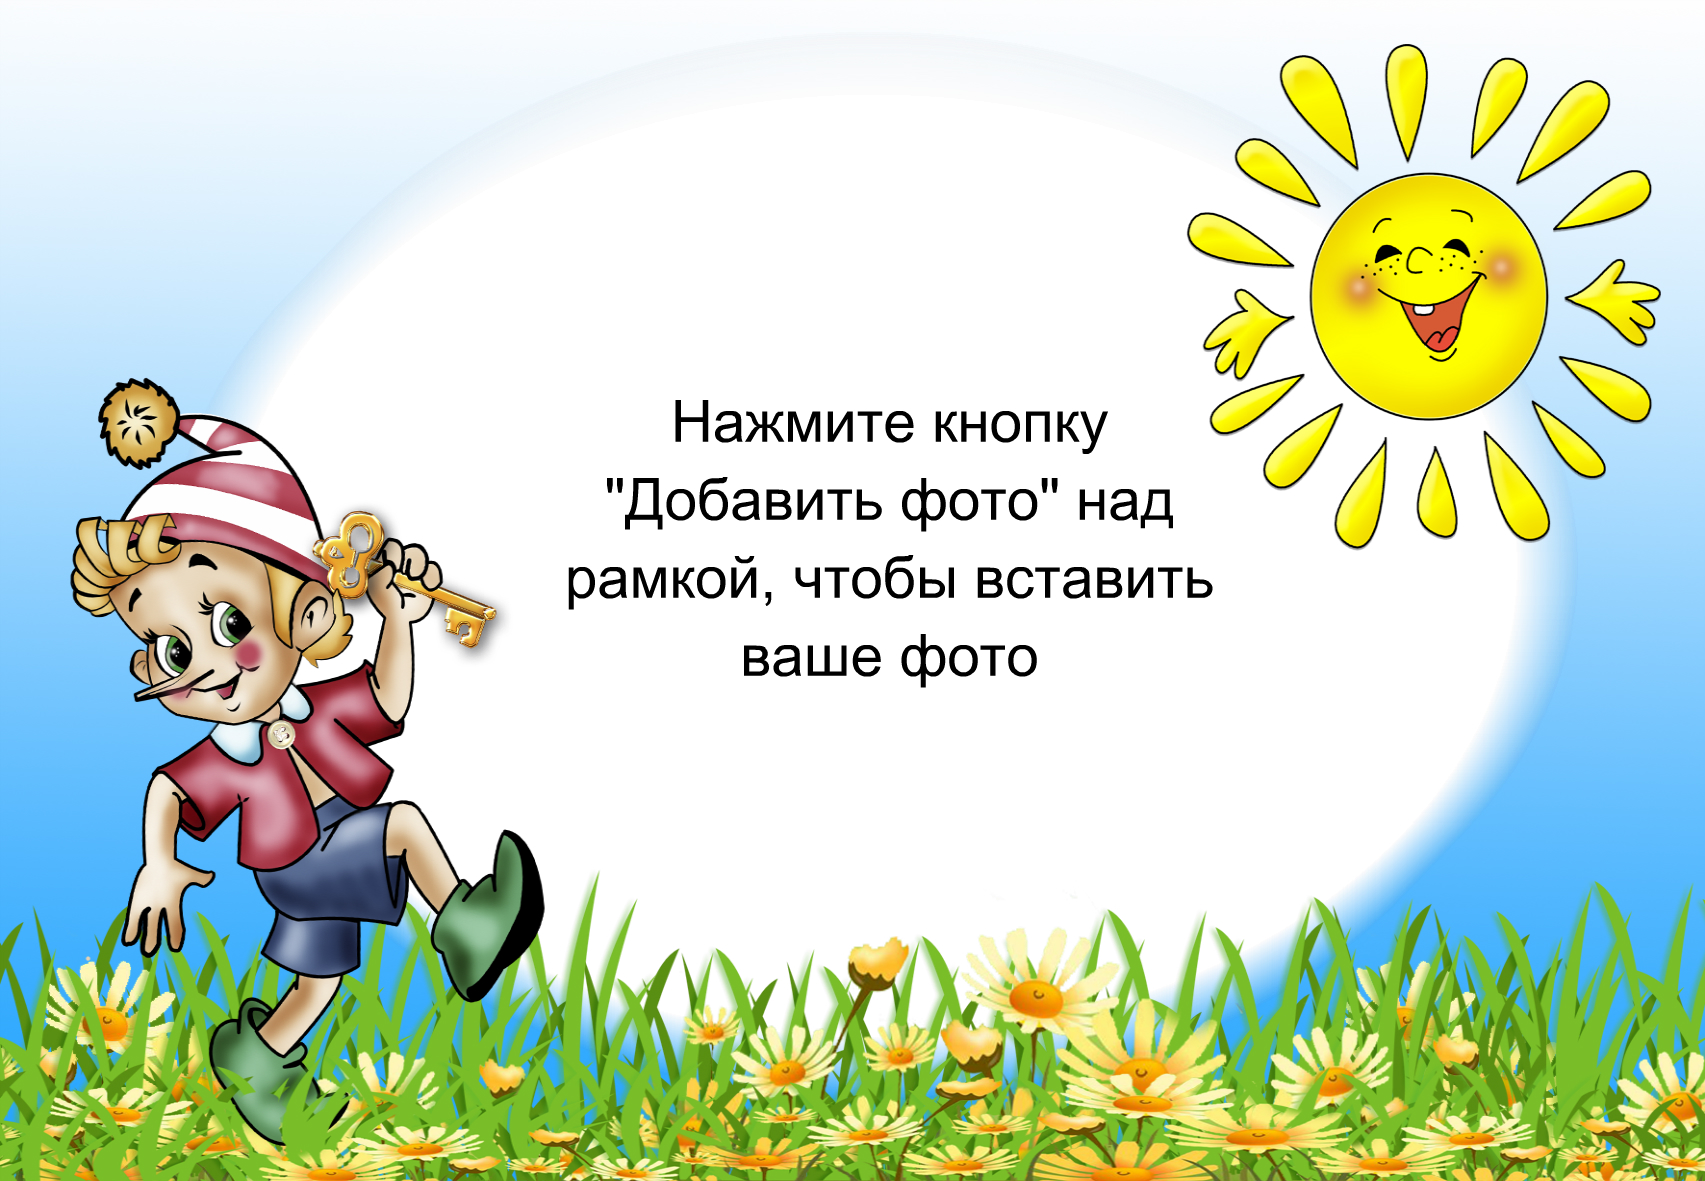 Нажмите кнопку
"Добавить фото" над
рамкой, чтобы вставить
ваше фото